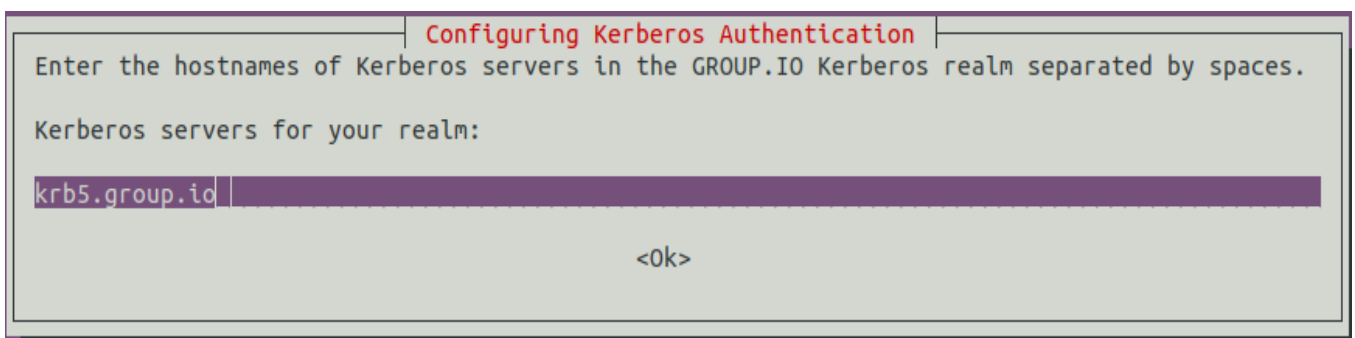 Configuring Kerberos Authentication
Enter the hostnames of Kerberos servers in the GROUP.IO Kerberos realm separated by spaces.
Kerberos servers for your realm:
krb5.group.io
<Ok>